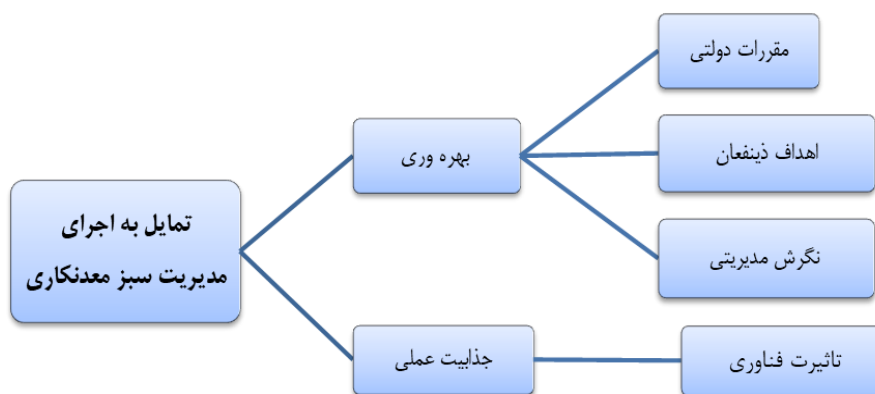 مقررات دولتی
اهداف ذینفعان
بهره وری
تمایل به اجرای
مدیریت سبز معدنکاری
نگرش مدیریتی
جذابیت عملی
تاثیرت فناوری